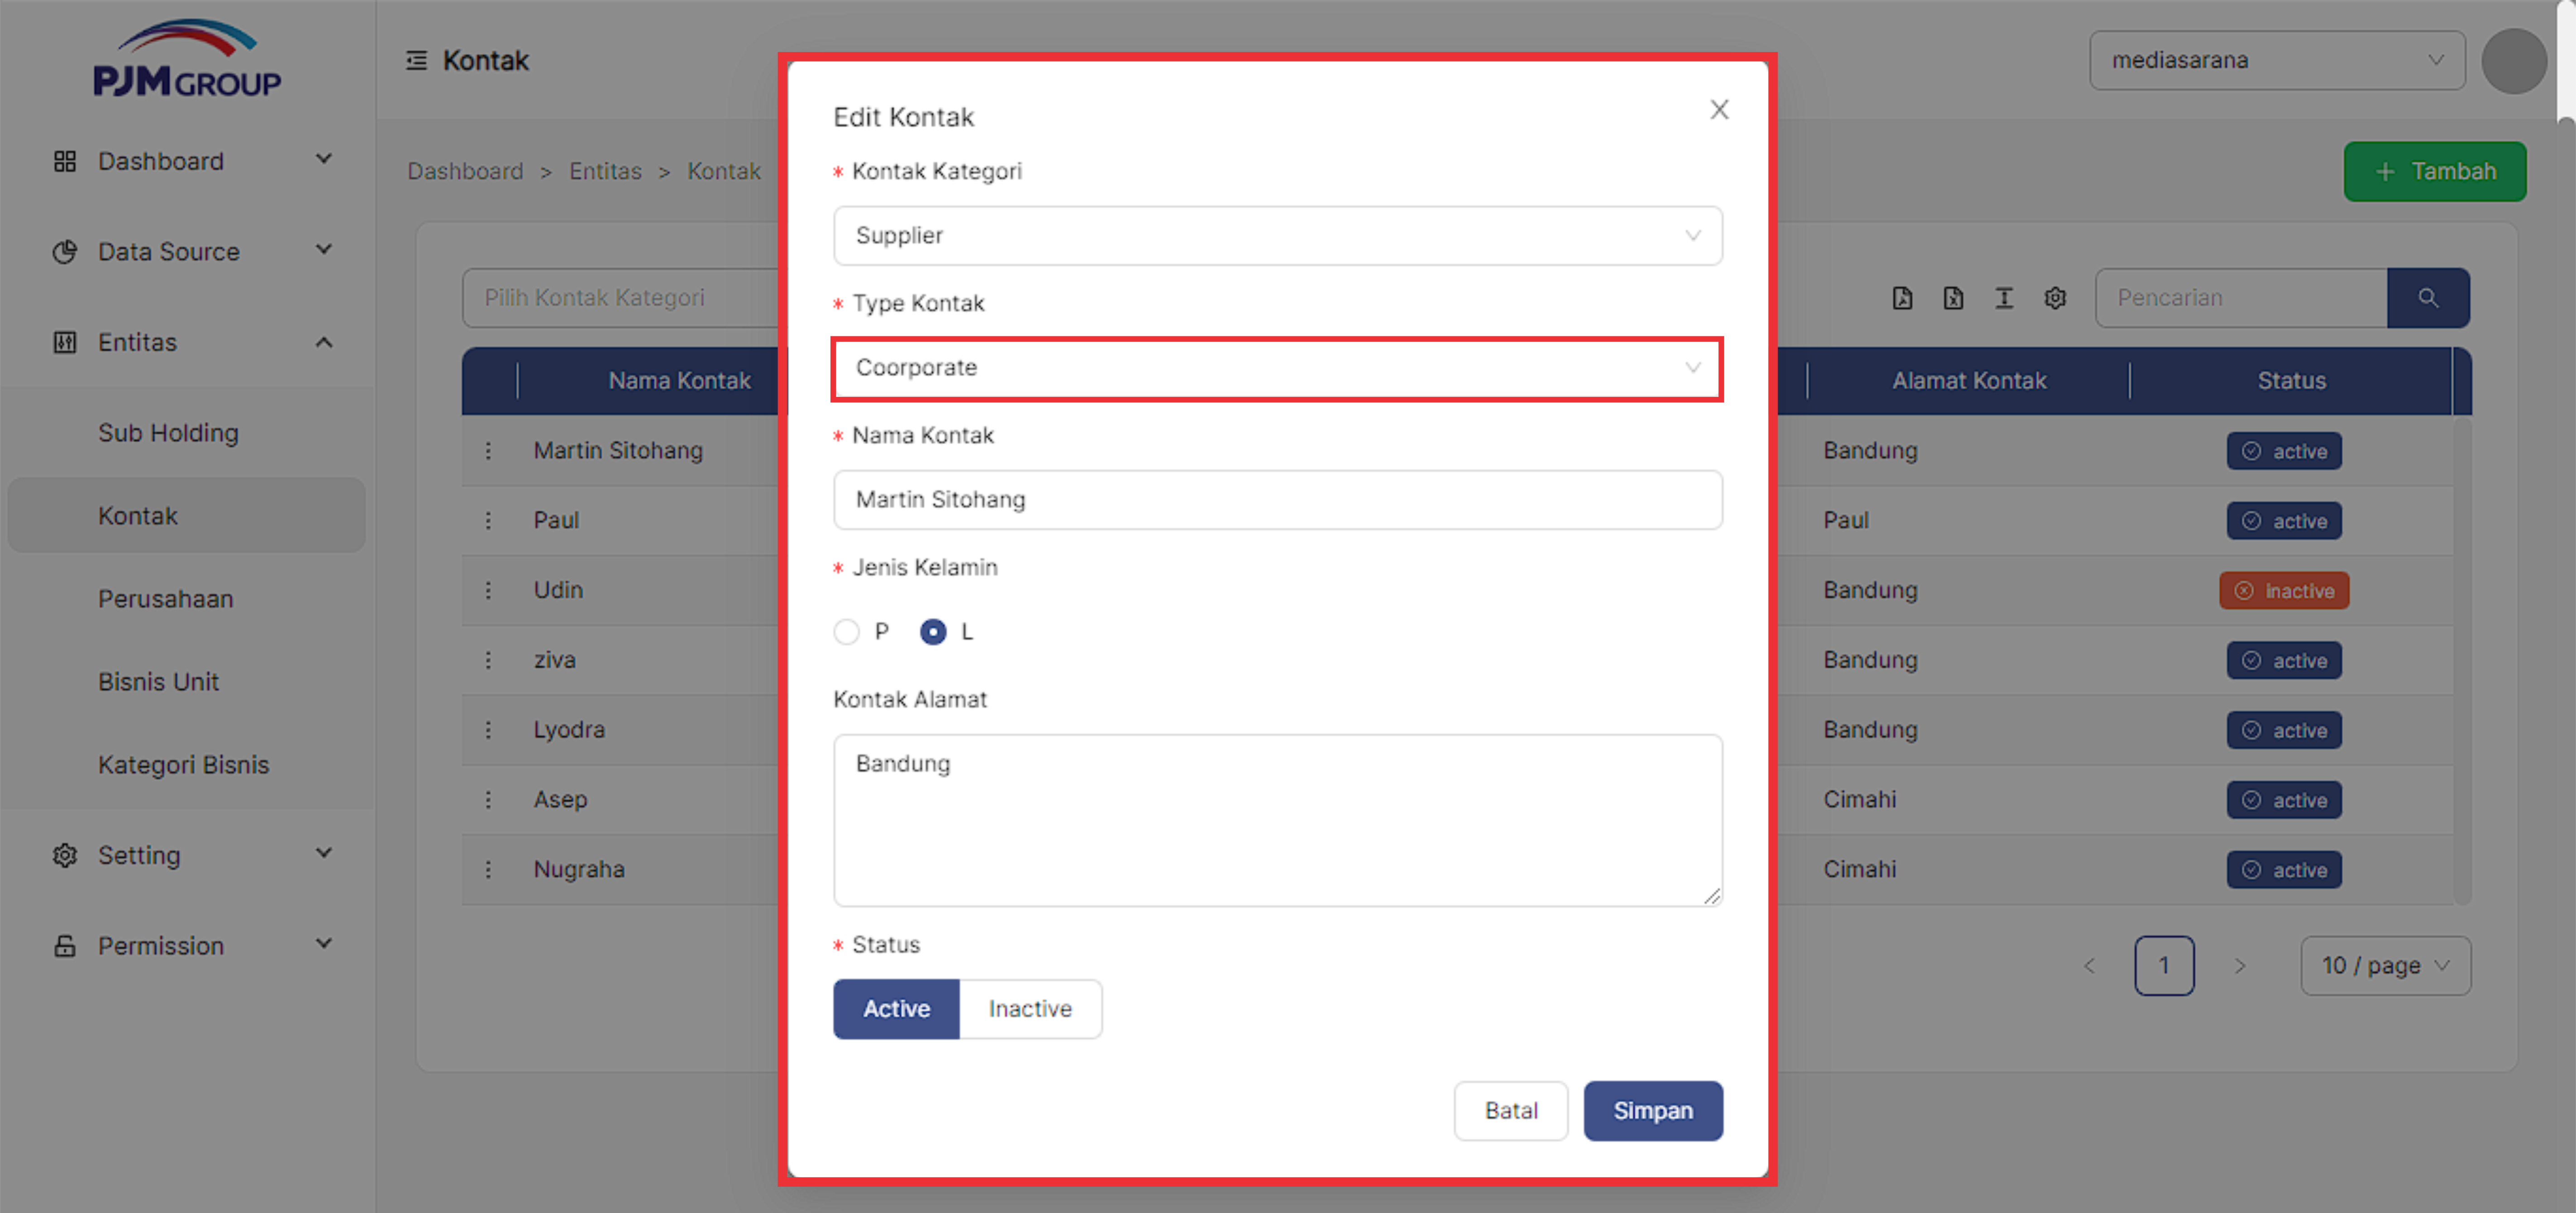 PJM GROUP
Kontak
mediasarana
Dashboard
Data Source
Entitas
Sub Holding
Kontak
Perusahaan
Bisnis Unit
Kategori Bisnis
Setting
Permission
Dashboard > Entitas > Kontak
+ Tambah
Pilih Kontak Kategori
Pencarian
Nama Kontak
Alamat Kontak
Status
Martin Sitohang
Bandung
active
Paul
Paul
active
Udin
Bandung
inactive
ziva
Bandung
active
Lyodra
Bandung
active
Asep
Cimahi
active
Nugraha
Cimahi
active
1
10 / page
Edit Kontak
* Kontak Kategori
Supplier
* Type Kontak
Coorporate
* Nama Kontak
Martin Sitohang
* Jenis Kelamin
P L
Kontak Alamat
Bandung
* Status
Active Inactive
Batal Simpan